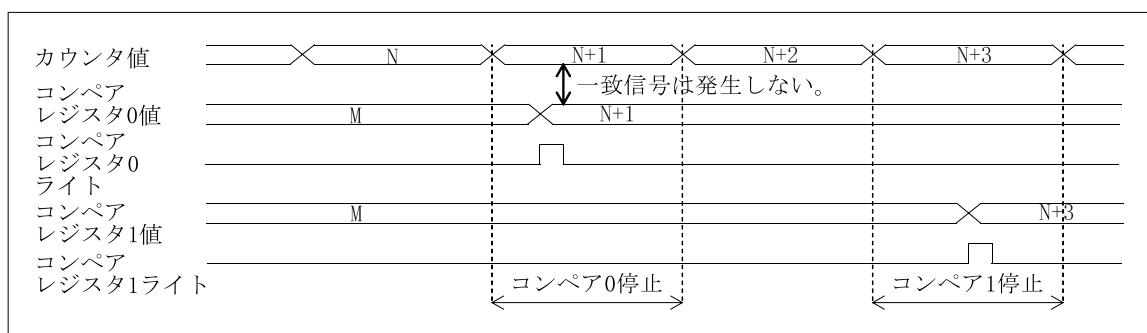 カウンタ値
N
N+1
N+2
N+3
一致信号は発生しない。
コンペア
レジスタ0値
M
N+1
コンペア
レジスタ0
ライト
コンペア
レジスタ1値
M
N+3
コンペア
レジスタ1ライト
コンペア0停止
コンペア1停止